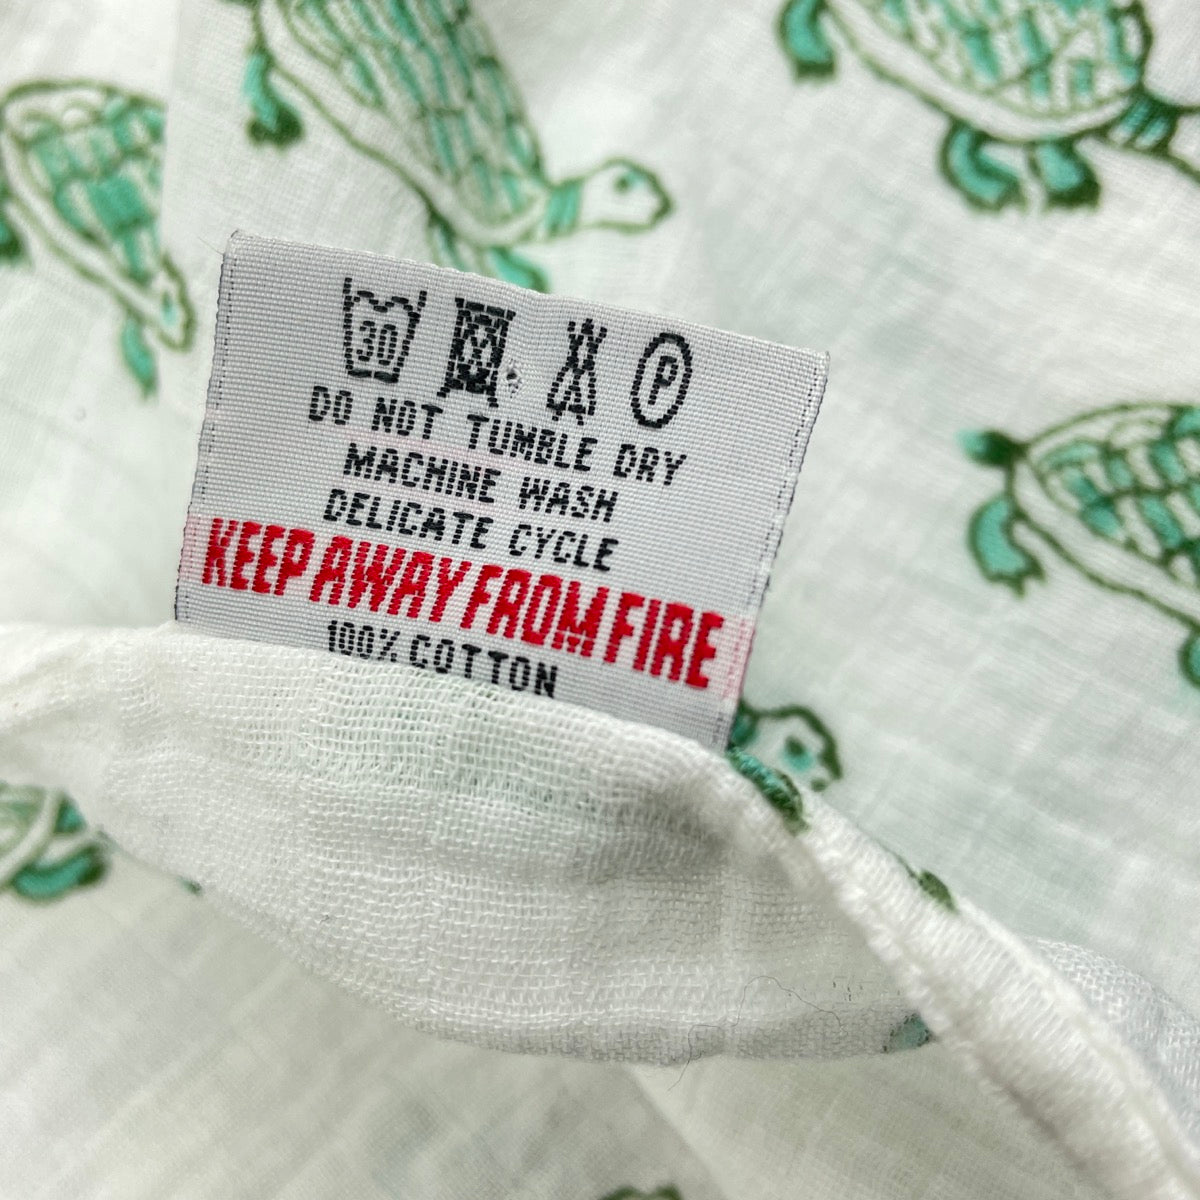 30 P
DO NOT TUMBLE DRY
MACHINE WASH
DELICATE CYCLE
KEEP AWAY FROM FIRE
100% COTTON